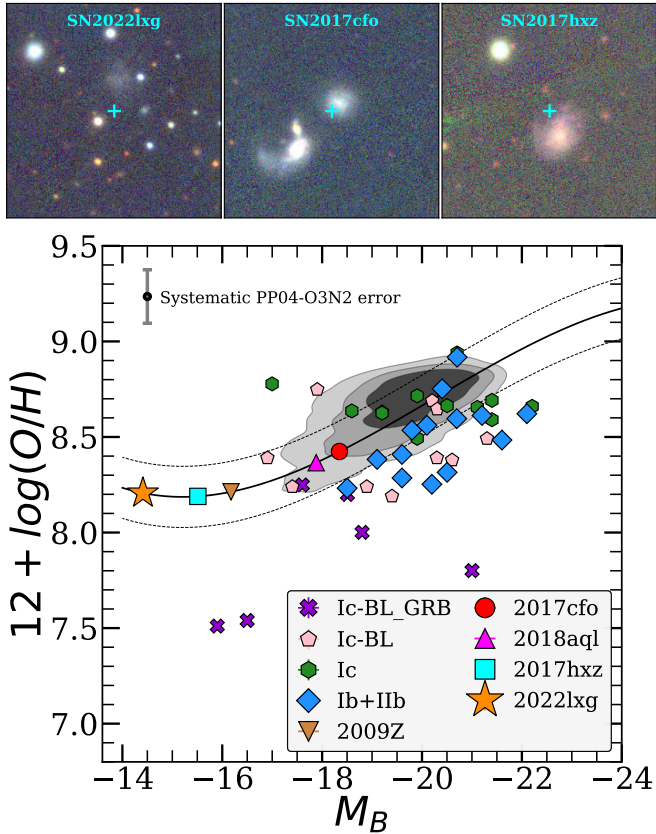 SN2022lxg
SN2017cfo
SN2017hxz
9.5
9.0
8.5
8.0
7.5
7.0
12 + log(O/H)
Systematic PP04-O3N2 error
Ic-BL_GRB
Ic-BL
Ic
Ib+IIb
2009Z
2017cfo
2018aql
2017hxz
2022lxg
−14
−16
−18
−20
−22
−24
M_B